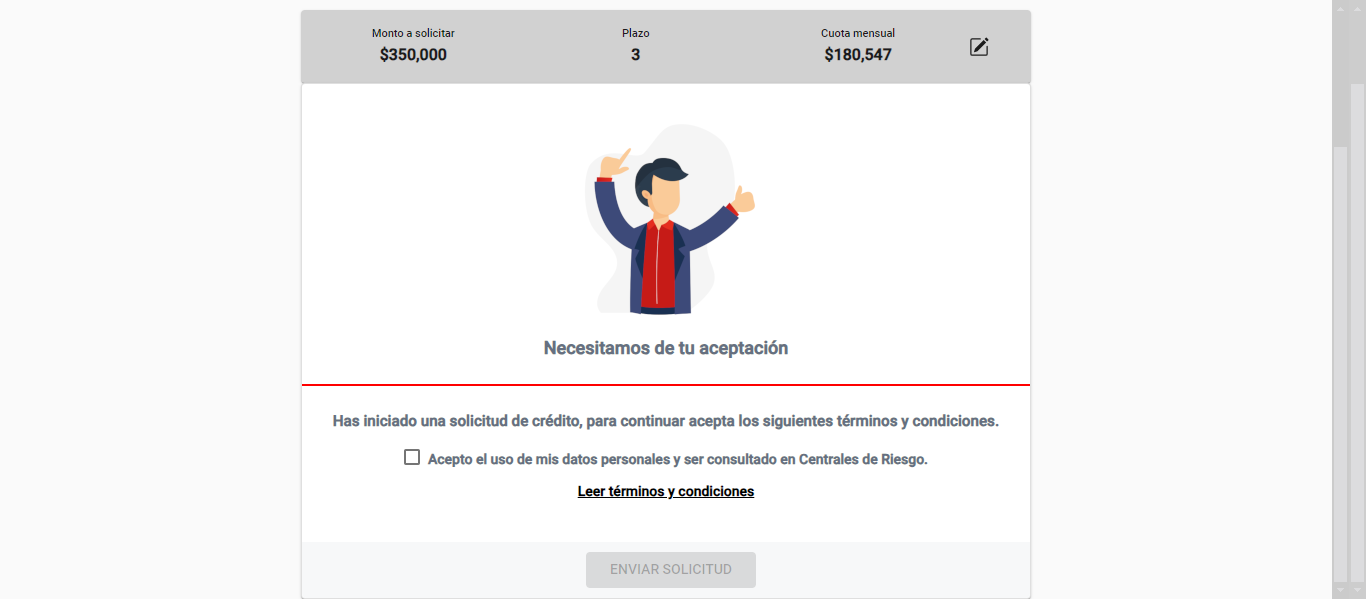 Monto a solicitar
$350,000
Plazo
3
Cuota mensual
$180,547
Necesitamos de tu aceptación
Has iniciado una solicitud de crédito, para continuar acepta los siguientes términos y condiciones.
Acepto el uso de mis datos personales y ser consultado en Centrales de Riesgo.
Leer términos y condiciones
ENVIAR SOLICITUD